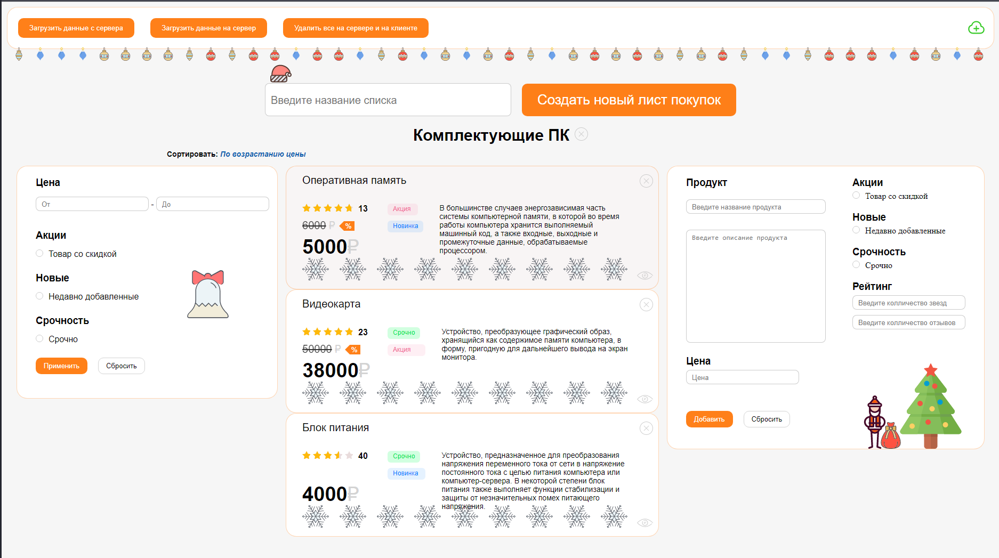 Загрузить данные с сервера
Загрузить данные на сервер
Удалить все на сервере и на клиенте
Введите название списка
Создать новый лист покупок
Комплектующие ПК
Сортировать: По возрастанию цены
Цена
От - До
Акции
Товар со скидкой
Новые
Недавно добавленные
Срочность
Срочно
Применить
Сбросить
Оперативная память
13
6000 ₽ %
5000₽
Акция
Новинка
В большинстве случаев энергозависимая часть
системы компьютерной памяти, в которой во время
работы компьютера хранится выполняемый
машинный код, а также входные, выходные и
промежуточные данные, обрабатываемые
процессором.
Видеокарта
23
50000 ₽ %
38000₽
Срочно
Акция
Устройство, преобразующее графический образ,
хранящийся как содержимое памяти компьютера, в
форму, пригодную для дальнейшего вывода на экран
монитора.
Блок питания
40
4000₽
Срочно
Новинка
Устройство, предназначенное для преобразования
напряжения переменного тока от сети в напряжение
постоянного тока с целью питания компьютера или
компьютер-сервера. В некоторой степени блок
питания также выполняет функции стабилизации и
защиты от незначительных помех питающего
напряжения.
Продукт
Введите название продукта
Введите описание продукта
Цена
Цена
Добавить
Сбросить
Акции
Товар со скидкой
Новые
Недавно добавленные
Срочность
Срочно
Рейтинг
Введите колличество звезд
Введите колличество отзывов